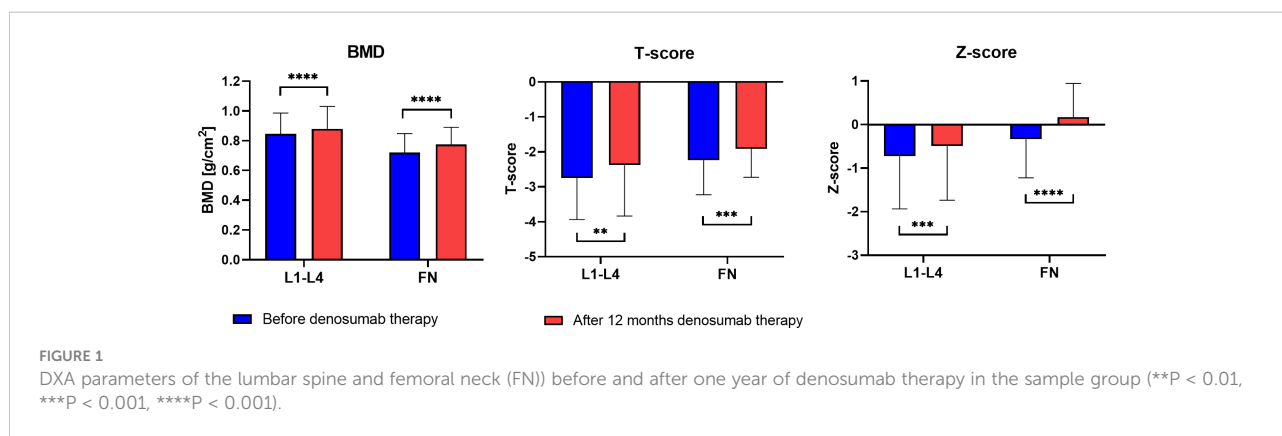 BMD
T-score
Z-score
BMD [g/cm²]
1.2
1.0
0.8
0.6
0.4
0.2
0.0
****
****
L1-L4
FN
T-score
0
-1
-2
-3
-4
-5
**
***
L1-L4
FN
Z-score
1
0
-1
-2
-3
***
****
L1-L4
FN
Before denosumab therapy
After 12 months denosumab therapy
FIGURE 1
DXA parameters of the lumbar spine and femoral neck (FN)) before and after one year of denosumab therapy in the sample group (**P < 0.01,
***P < 0.001, ****P < 0.001).